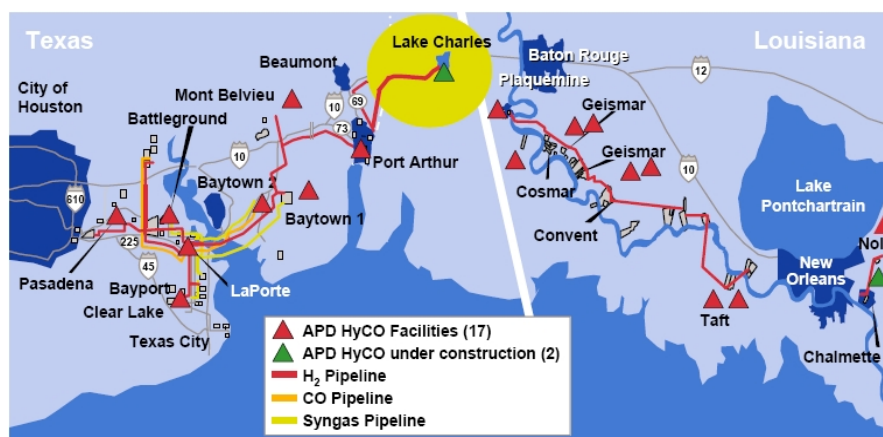 Texas
Louisiana
Lake Charles
Beaumont
Baton Rouge
Plaquemine
12
City of
Houston
Mont Belvieu
Battleground
10
69
73
Geismar
Port Arthur
10
Baytown 2
Geismar
10
610
Cosmar
Lake
Pontchartrain
Baytown 1
Convent
225
Pasadena
45
New
Orleans
Bayport
LaPorte
Clear Lake
Taft
Texas City
Chalmette
APD HyCO Facilities (17)
APD HyCO under construction (2)
H₂ Pipeline
CO Pipeline
Syngas Pipeline